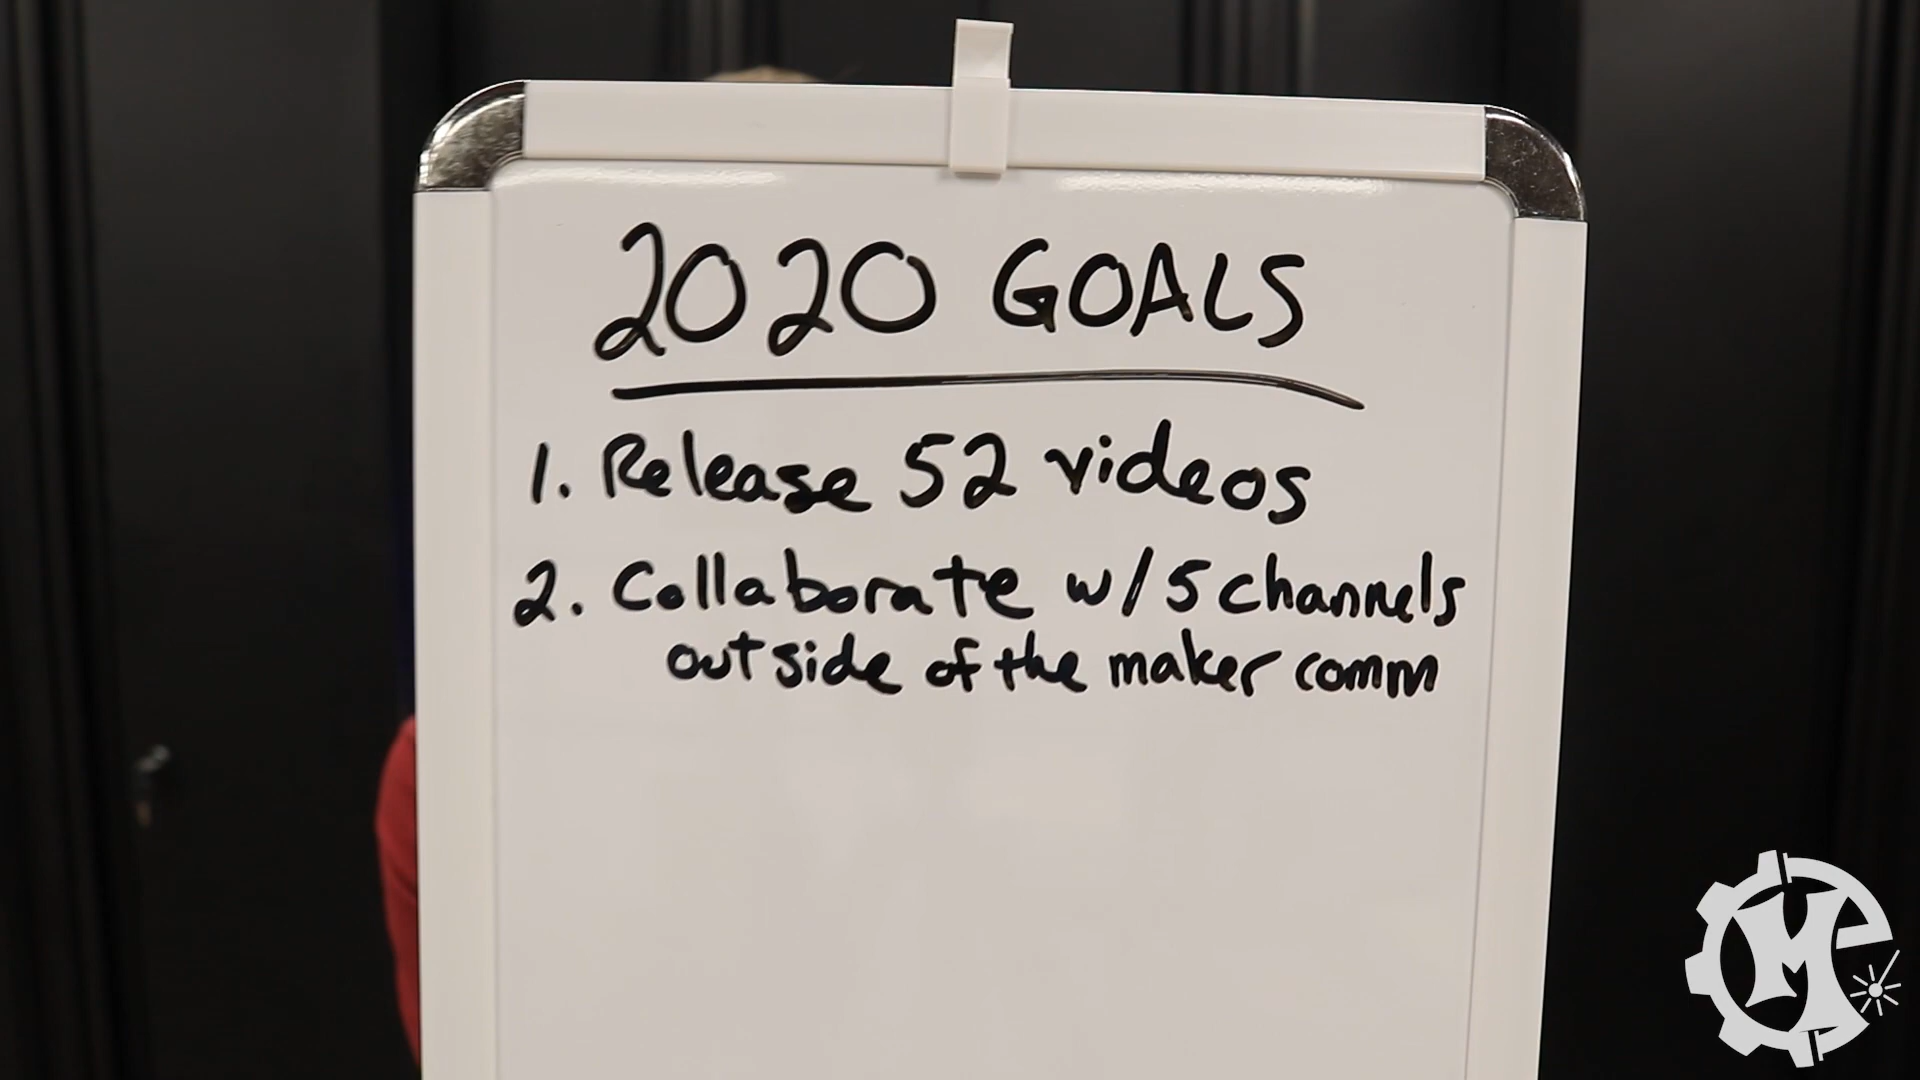 2020 GOALS
1. Release 52 videos
2. Collaborate w/ 5 channels
outside of the maker comm
M